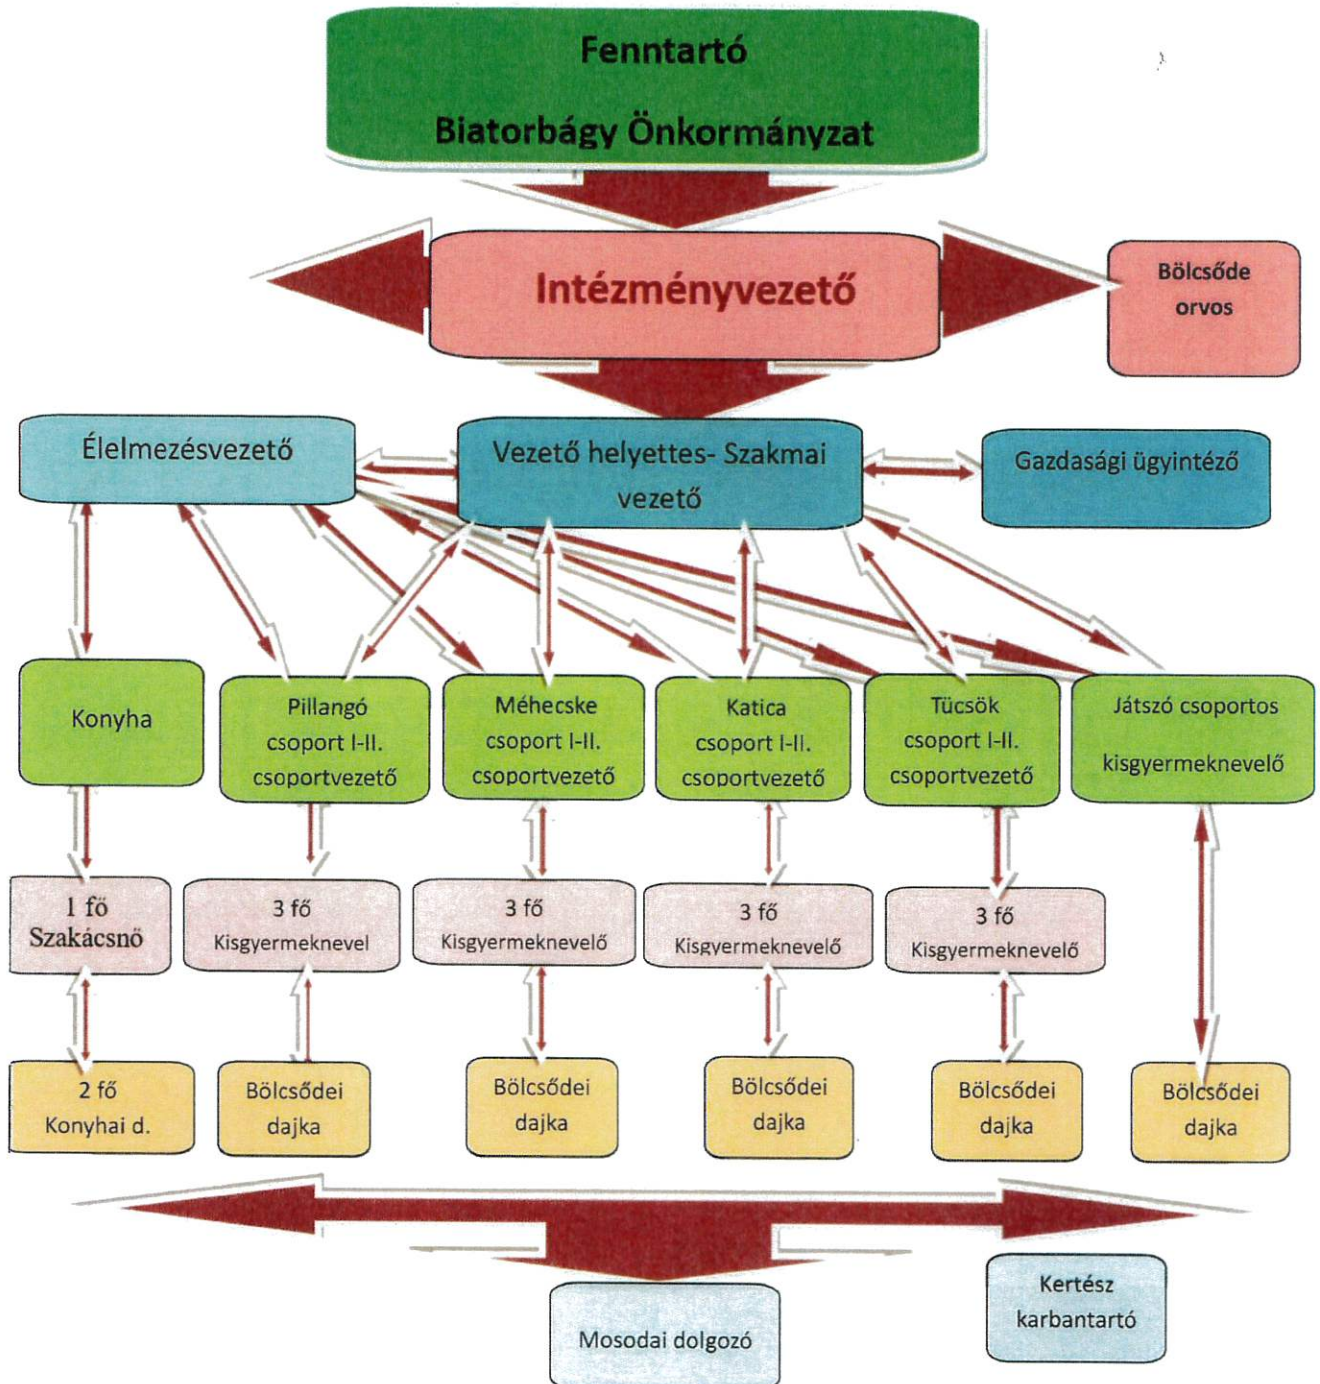 Fenntartó
Biatorbágy Önkormányzat
Intézményvezető
Bölcsőde
orvos
Élelmezésvezető
Vezető helyettes- Szakmai
vezető
Gazdasági ügyintéző
Konyha
Pillangó
csoport I-II.
csoportvezető
Méhecske
csoport I-II.
csoportvezető
Katica
csoport I-II.
csoportvezető
Tücsök
csoport I-II.
csoportvezető
Játszó csoportos
kisgyermeknevelő
1 fő
Szakácsnő
3 fő
Kisgyermeknevel
3 fő
Kisgyermeknevelő
3 fő
Kisgyermeknevelő
3 fő
Kisgyermeknevelő
2 fő
Konyhai d.
Bölcsődei
dajka
Bölcsődei
dajka
Bölcsődei
dajka
Bölcsődei
dajka
Bölcsődei
dajka
Mosodai dolgozó
Kertész
karbantartó